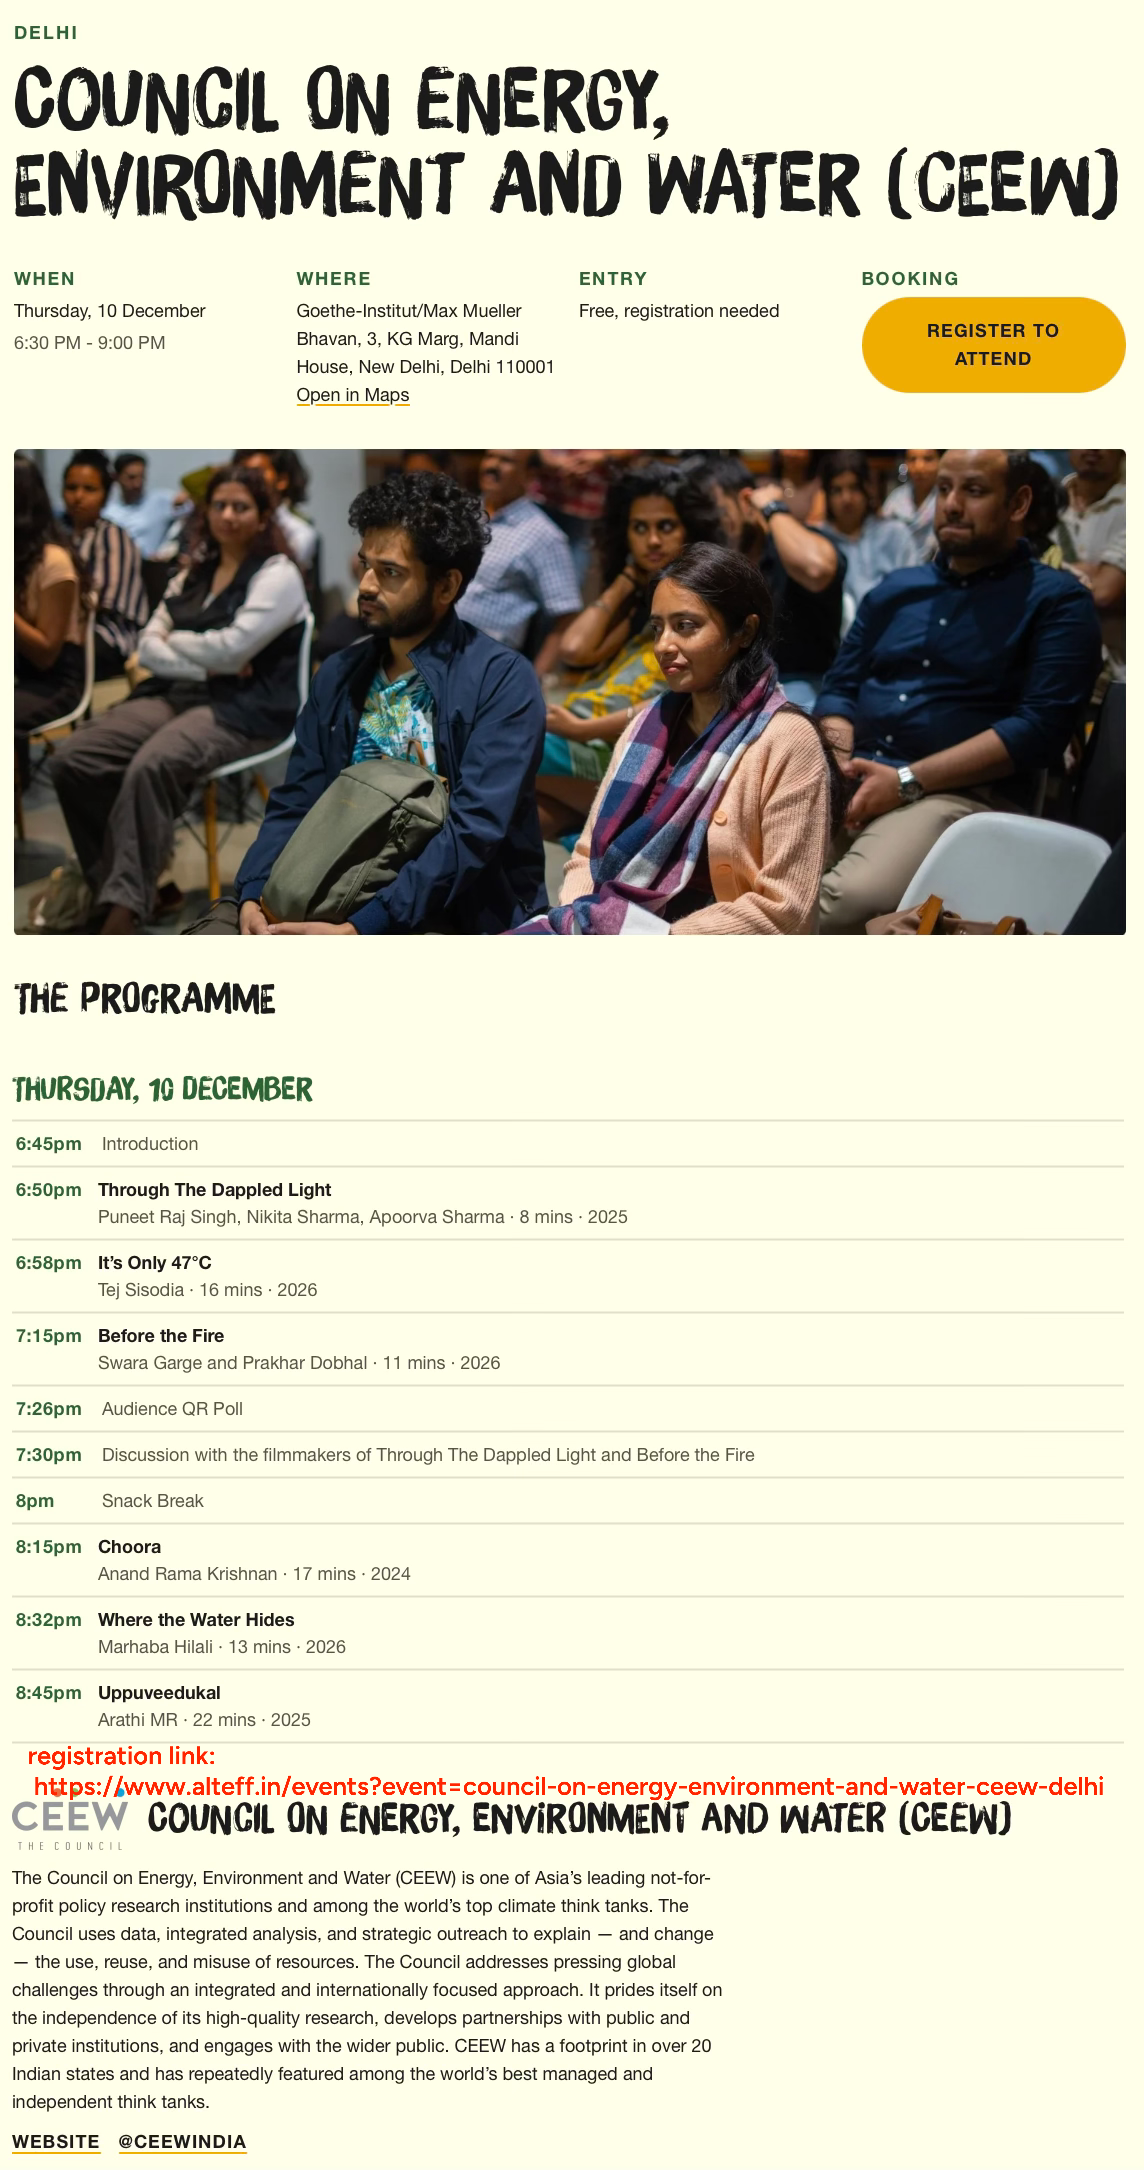 DELHI
COUNCIL ON ENERGY,
ENVIRONMENT AND WATER (CEEW)
WHEN
Thursday, 10 December
6:30 PM - 9:00 PM
WHERE
Goethe-Institut/Max Mueller
Bhavan, 3, KG Marg, Mandi
House, New Delhi, Delhi 110001
Open in Maps
ENTRY
Free, registration needed
BOOKING
REGISTER TO
ATTEND
THE PROGRAMME
THURSDAY, 10 DECEMBER
6:45pm Introduction
6:50pm Through The Dappled Light
Puneet Raj Singh, Nikita Sharma, Apoorva Sharma · 8 mins · 2025
6:58pm It’s Only 47°C
Tej Sisodia · 16 mins · 2026
7:15pm Before the Fire
Swara Garge and Prakhar Dobhal · 11 mins · 2026
7:26pm Audience QR Poll
7:30pm Discussion with the filmmakers of Through The Dappled Light and Before the Fire
8pm Snack Break
8:15pm Choora
Anand Rama Krishnan · 17 mins · 2024
8:32pm Where the Water Hides
Marhaba Hilali · 13 mins · 2026
8:45pm Uppuveedukal
Arathi MR · 22 mins · 2025
registration link:
https://www.alteff.in/events?event=council-on-energy-environment-and-water-ceew-delhi
CEEW
THE COUNCIL
COUNCIL ON ENERGY, ENVIRONMENT AND WATER (CEEW)
The Council on Energy, Environment and Water (CEEW) is one of Asia’s leading not-for-
profit policy research institutions and among the world’s top climate think tanks. The
Council uses data, integrated analysis, and strategic outreach to explain — and change
— the use, reuse, and misuse of resources. The Council addresses pressing global
challenges through an integrated and internationally focused approach. It prides itself on
the independence of its high-quality research, develops partnerships with public and
private institutions, and engages with the wider public. CEEW has a footprint in over 20
Indian states and has repeatedly featured among the world’s best managed and
independent think tanks.
WEBSITE @CEEWINDIA